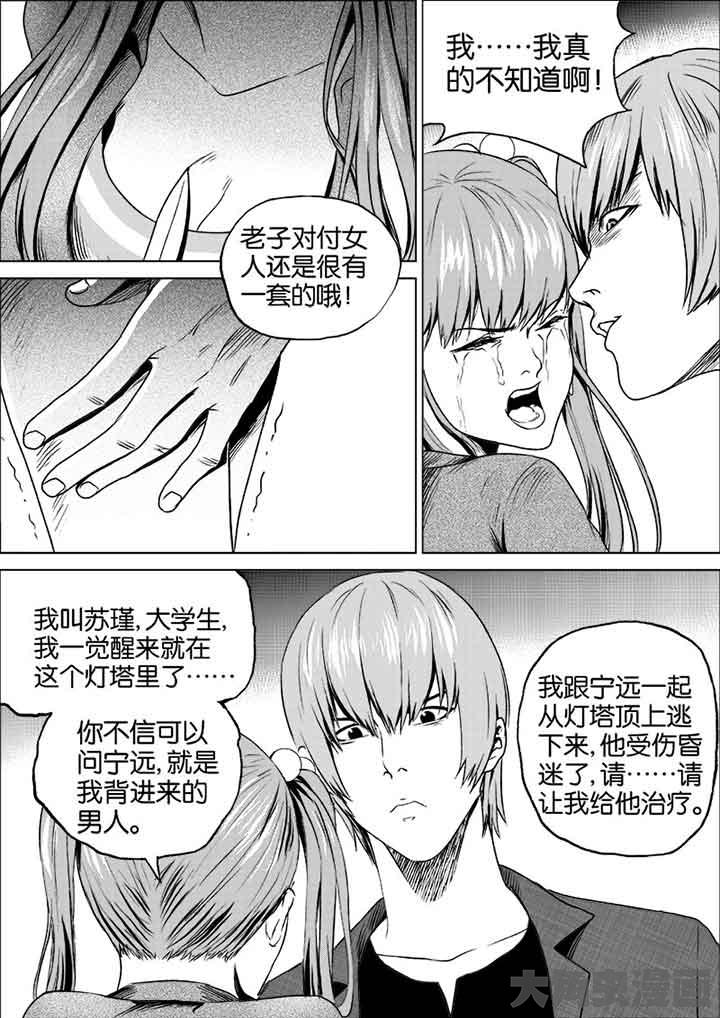 老子对付女
人还是很有
一套的哦！
我……我真
的不知道啊！
我叫苏瑾，大学生，
我一觉醒来就在
这个灯塔里了……
你不信可以
问宁远，就是
我背进来的
男人。
我跟宁远一起
从灯塔顶上逃
下来，他受伤昏
迷了，请……请
让我给他治疗。